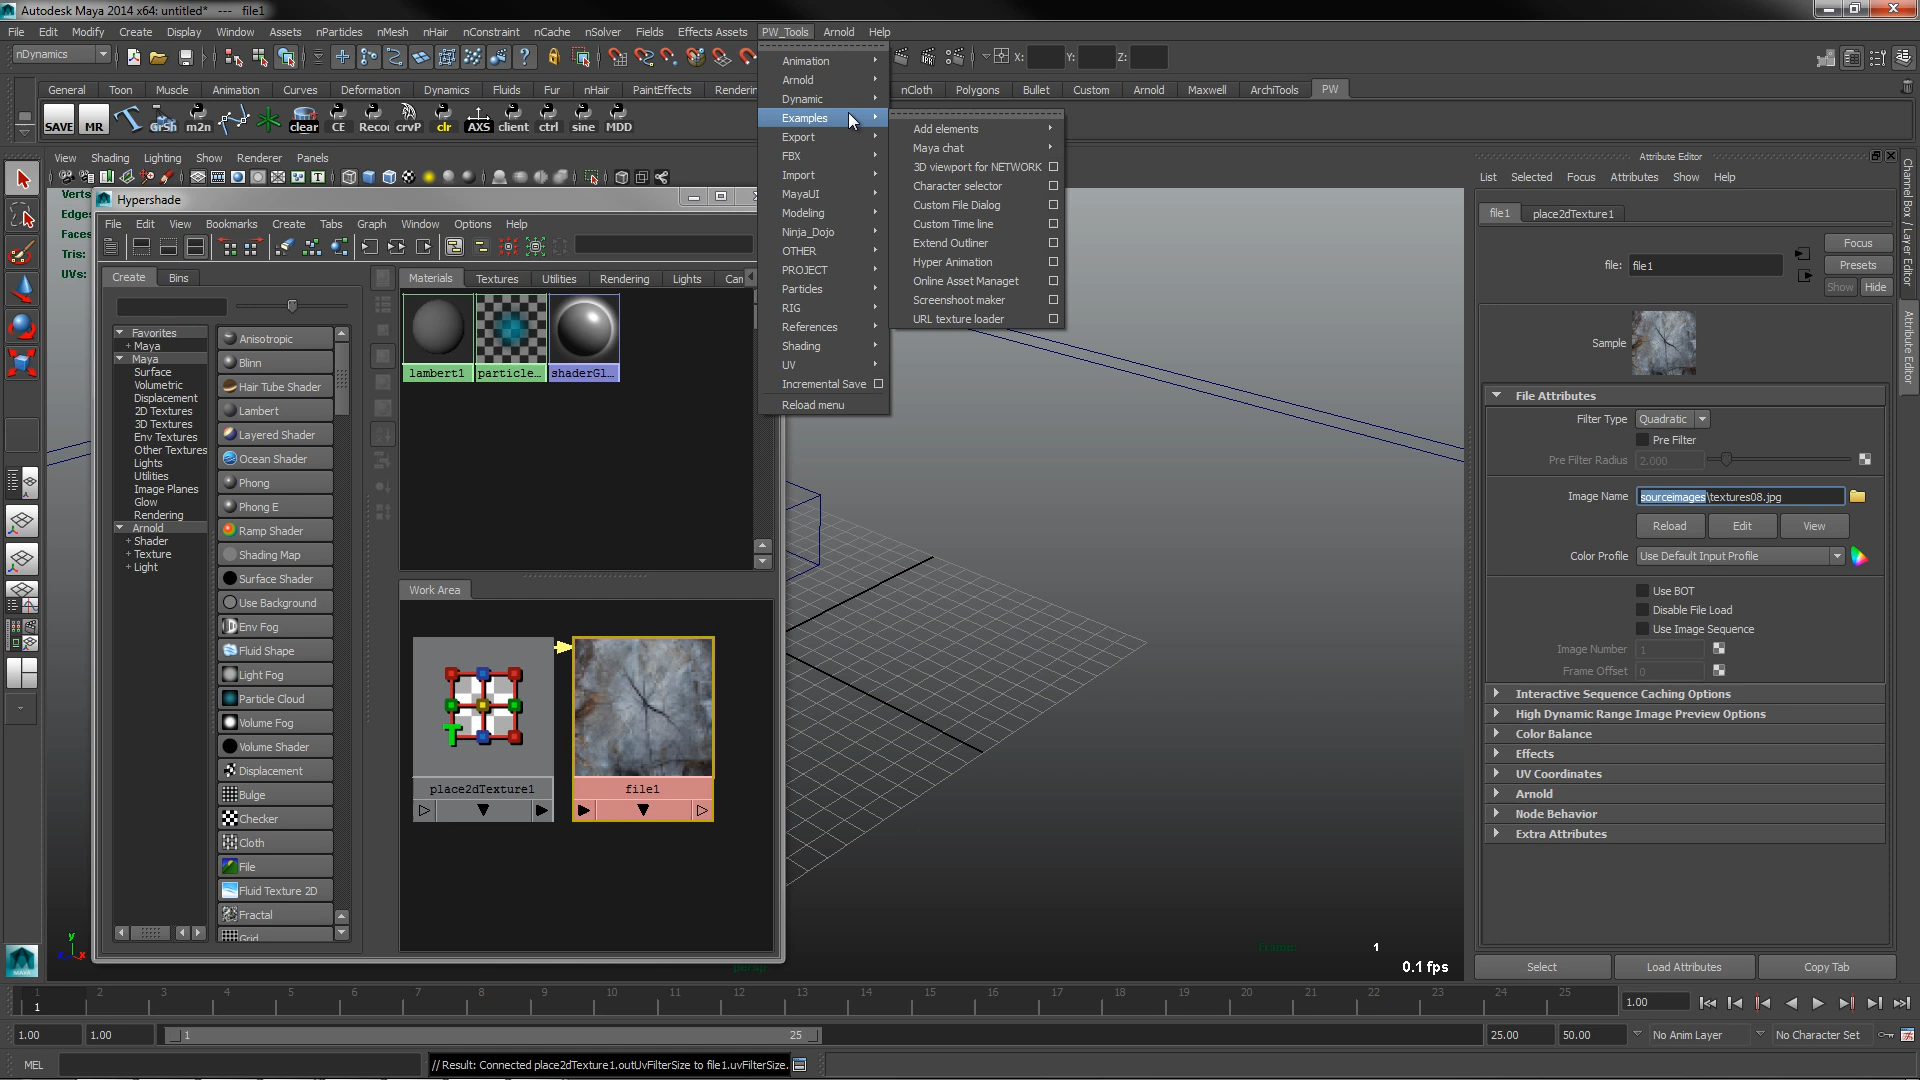 Autodesk Maya 2014 x64: untitled* --- file1
File Edit Modify Create Display Window Assets nParticles nMesh nHair nConstraint nCache nSolver Fields Effects Assets PW_Tools Arnold Help
nDynamics
X: Y: Z:
General Toon Muscle Animation Curves Deformation Dynamics Fluids Fur nHair PaintEffects Renderin nCloth Polygons Bullet Custom Arnold Maxwell ArchiTools PW
SAVE MR GrSh m2n clear CE Reco crvP clr AXS client ctrl sine MDD
View Shading Lighting Show Renderer Panels
Verts
Edges
Faces
Tris:
UVs:
Hypershade
File Edit View Bookmarks Create Tabs Graph Window Options Help
Create Bins
Favorites
+ Maya
Maya
Surface
Volumetric
Displacement
2D Textures
3D Textures
Env Textures
Other Textures
Lights
Utilities
Image Planes
Glow
Rendering
Arnold
+ Shader
+ Texture
+ Light
Anisotropic
Blinn
Hair Tube Shader
Lambert
Layered Shader
Ocean Shader
Phong
Phong E
Ramp Shader
Shading Map
Surface Shader
Use Background
Env Fog
Fluid Shape
Light Fog
Particle Cloud
Volume Fog
Volume Shader
Displacement
Bulge
Checker
Cloth
File
Fluid Texture 2D
Fractal
Grid
Materials Textures Utilities Rendering Lights Can
lambert1 particle... shaderGl...
Work Area
place2dTexture1 file1
Animation
Arnold
Dynamic
Examples
Export
FBX
Import
MayaUI
Modeling
Ninja_Dojo
OTHER
PROJECT
Particles
RIG
References
Shading
UV
Incremental Save
Reload menu
Add elements
Maya chat
3D viewport for NETWORK
Character selector
Custom File Dialog
Custom Time line
Extend Outliner
Hyper Animation
Online Asset Managet
Screenshoot maker
URL texture loader
persp
frame: 1
0.1 fps
y
x
Attribute Editor
List Selected Focus Attributes Show Help
file1 place2dTexture1
file: file1
Focus
Presets
Show Hide
Sample
File Attributes
Filter Type Quadratic
Pre Filter
Pre Filter Radius 2.000
Image Name sourceimages\textures08.jpg
Reload Edit View
Color Profile Use Default Input Profile
Use BOT
Disable File Load
Use Image Sequence
Image Number 1
Frame Offset 0
Interactive Sequence Caching Options
High Dynamic Range Image Preview Options
Color Balance
Effects
UV Coordinates
Arnold
Node Behavior
Extra Attributes
Select Load Attributes Copy Tab
Channel Box / Layer Editor
Attribute Editor
1 2 3 4 5 6 7 8 9 10 11 12 13 14 15 16 17 18 19 20 21 22 23 24 25
1
1.00
1.00 1.00 1 25 25.00 50.00 No Anim Layer No Character Set
MEL // Result: Connected place2dTexture1.outUvFilterSize to file1.uvFilterSize.